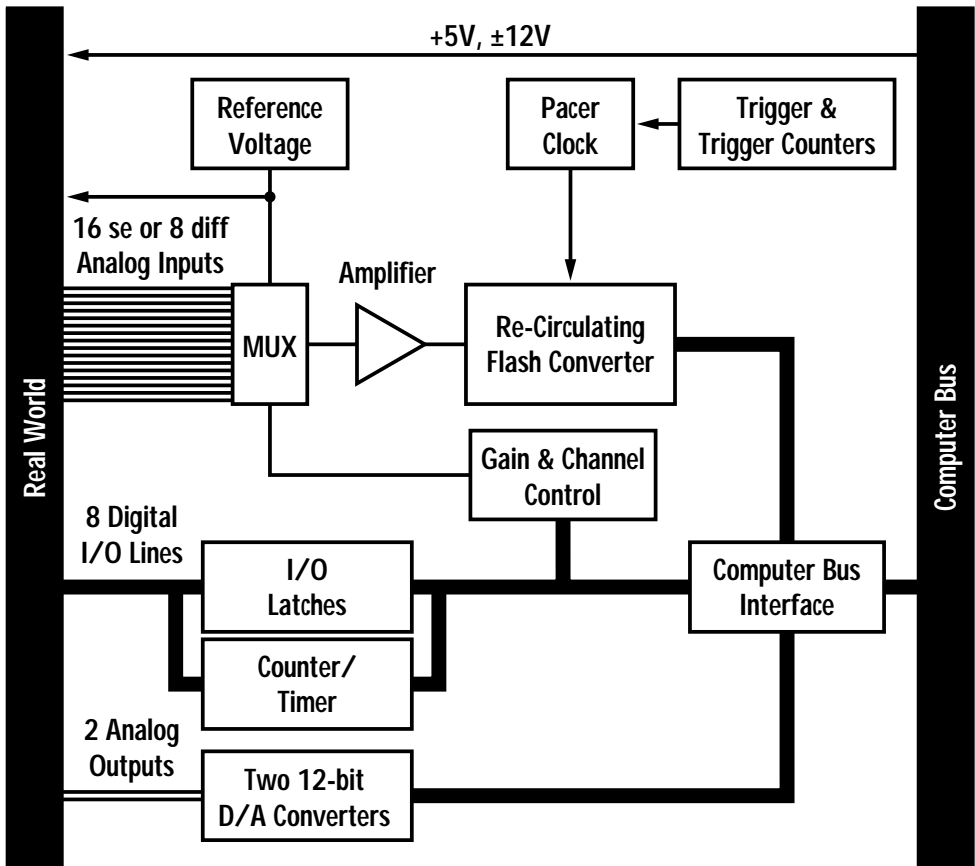 +5V, ±12V
Reference
Voltage
Pacer
Clock
Trigger &
Trigger Counters
16 se or 8 diff
Analog Inputs
Amplifier
MUX
Re-Circulating
Flash Converter
Real World
Computer Bus
Gain & Channel
Control
8 Digital
I/O Lines
I/O
Latches
Computer Bus
Interface
Counter/
Timer
2 Analog
Outputs
Two 12-bit
D/A Converters